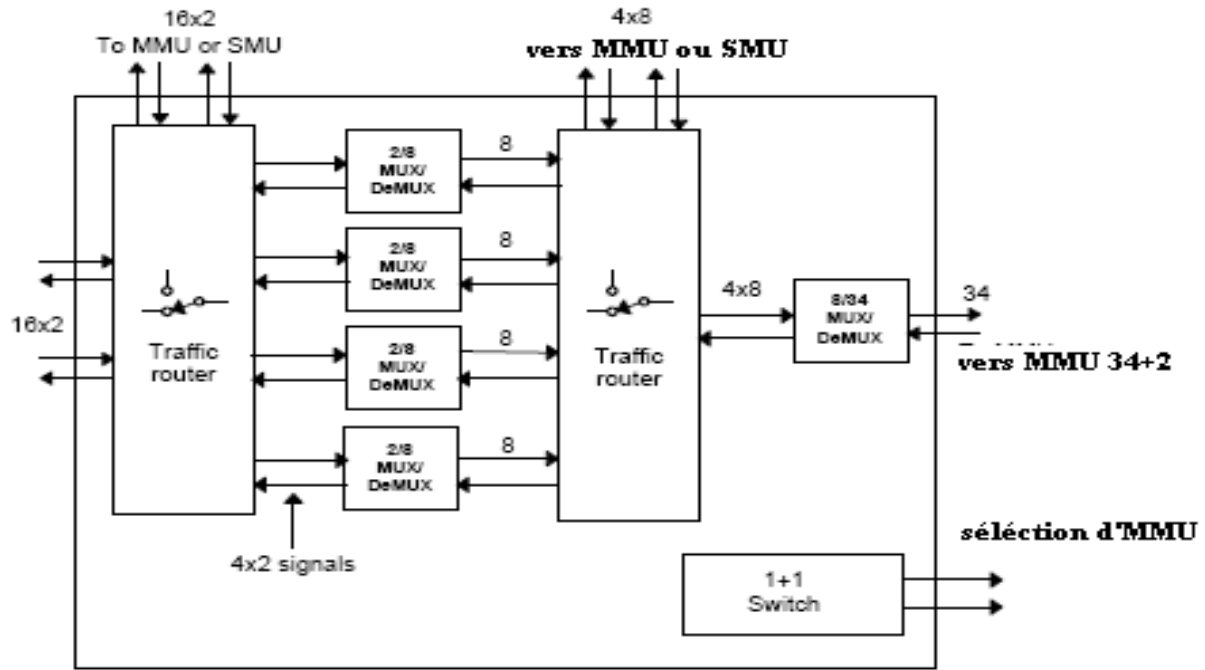 16x2
To MMU or SMU
4x8
vers MMU ou SMU
2/8
MUX/
DeMUX
8
2/8
MUX/
DeMUX
8
16x2
Traffic
router
2/8
MUX/
DeMUX
8
Traffic
router
4x8
8/34
MUX/
DeMUX
34
vers MMU 34+2
2/8
MUX/
DeMUX
8
4x2 signals
séléction d'MMU
1+1
Switch